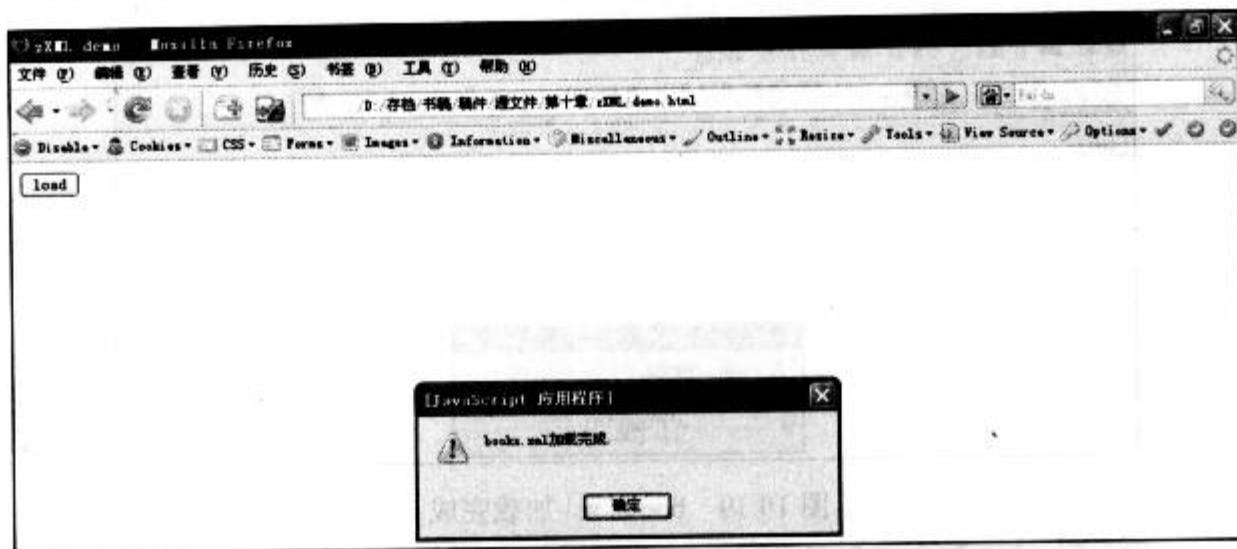 zXML demo Mozilla Firefox
文件 (F) 编辑 (E) 查看 (V) 历史 (S) 书签 (B) 工具 (T) 帮助 (H)
/D:/存档/书稿/稿件/源文件/第十章/zXML/demo.html
Disable Cookies CSS Forms Images Information Miscellaneous Outline Resize Tools View Source Options
load
[JavaScript 应用程序]
books.xml加载完成
确定